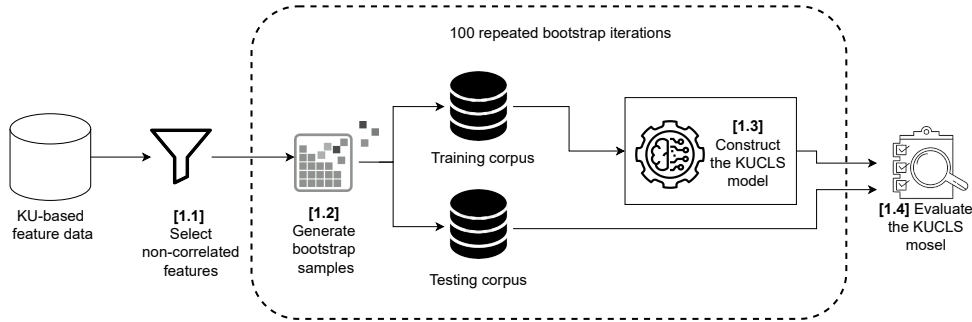 100 repeated bootstrap iterations
KU-based
feature data
[1.1]
Select
non-correlated
features
[1.2]
Generate
bootstrap
samples
Training corpus
Testing corpus
[1.3]
Construct
the KUCLS
model
[1.4] Evaluate
the KUCLS
mosel